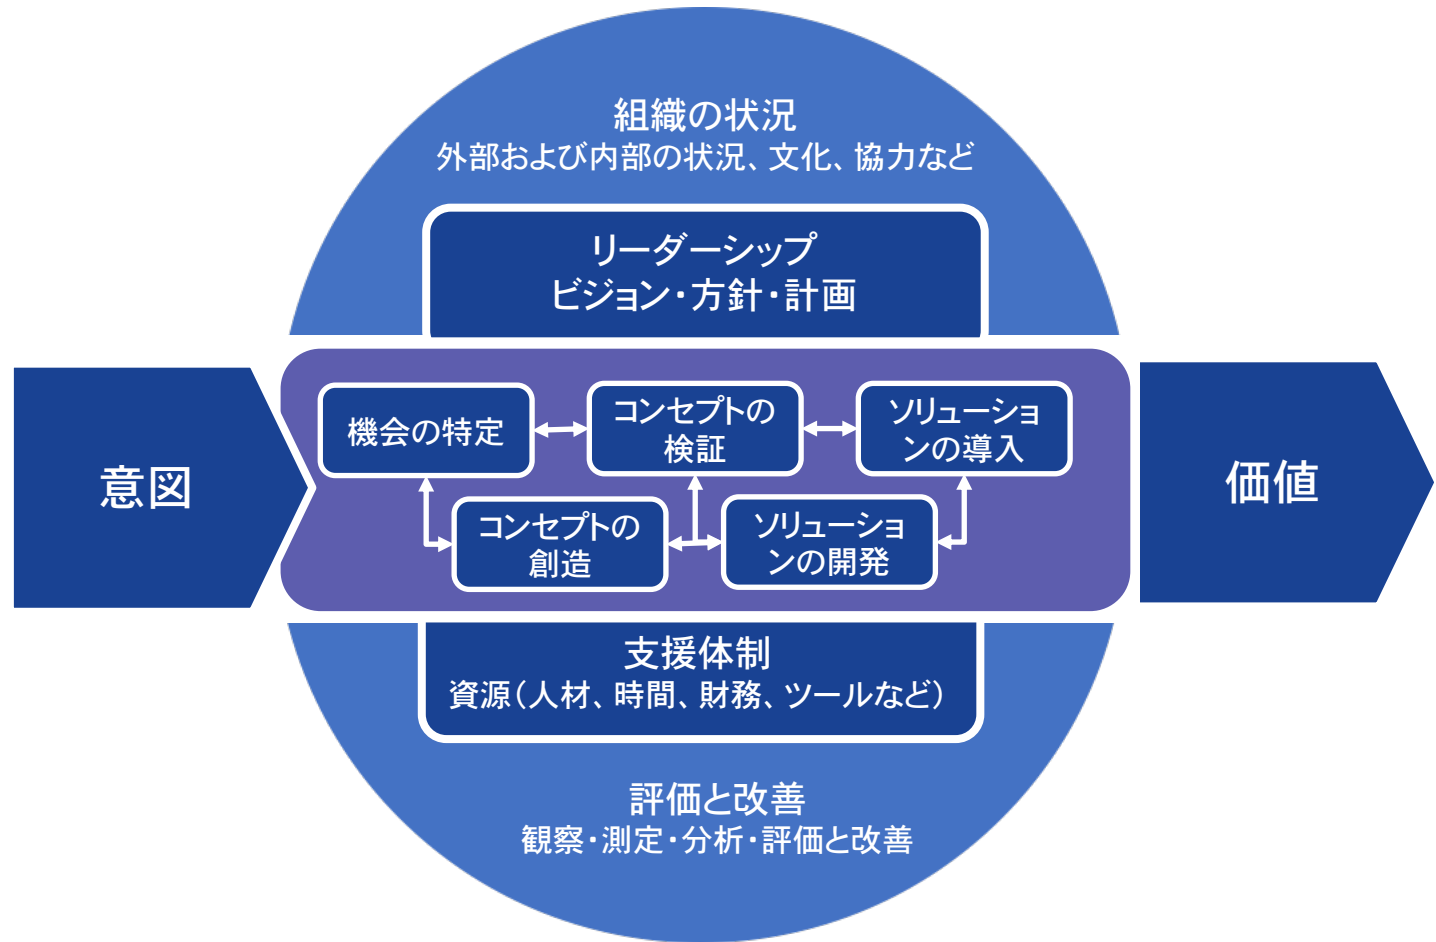 組織の状況
外部および内部の状況、文化、協力など
リーダーシップ
ビジョン・方針・計画
意図
機会の特定
コンセプトの
検証
ソリューショ
ンの導入
コンセプトの
創造
ソリューショ
ンの開発
価値
支援体制
資源（人材、時間、財務、ツールなど）
評価と改善
観察・測定・分析・評価と改善